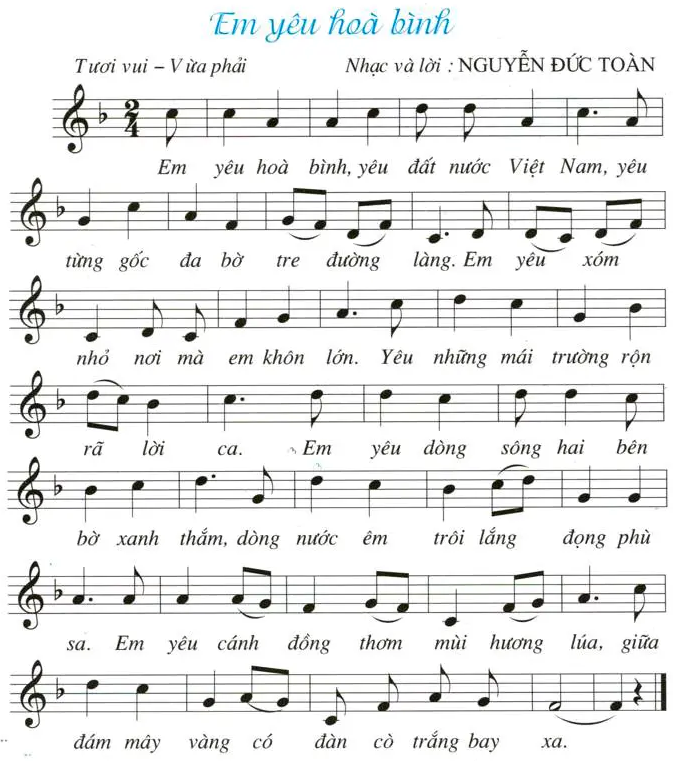 Em yêu hoà bình
Tươi vui – Vừa phải Nhạc và lời : NGUYỄN ĐỨC TOÀN
2 4
Em yêu hoà bình, yêu đất nước Việt Nam, yêu
từng gốc đa bờ tre đường làng. Em yêu xóm
nhỏ nơi mà em khôn lớn. Yêu những mái trường rộn
rã lời ca. Em yêu dòng sông hai bên
bờ xanh thắm, dòng nước êm trôi lắng đọng phù
sa. Em yêu cánh đồng thơm mùi hương lúa, giữa
đám mây vàng có đàn cò trắng bay xa.